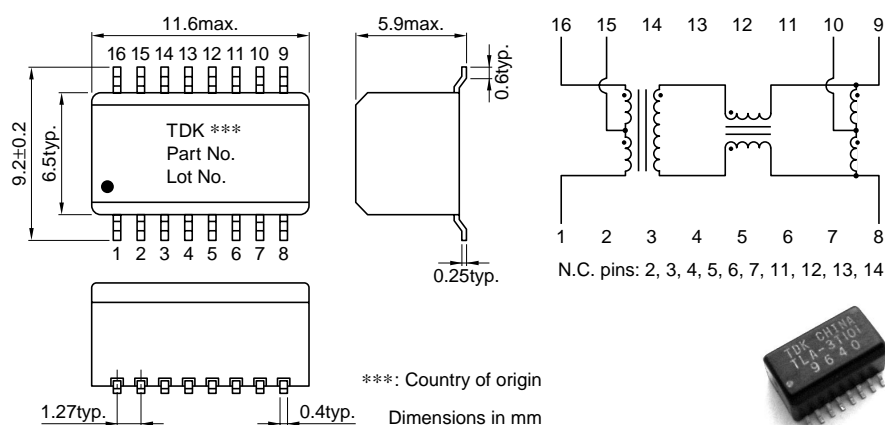 11.6max.
16 15 14 13 12 11 10 9
9.2±0.2
6.5typ.
TDK ***
Part No.
Lot No.
1 2 3 4 5 6 7 8
5.9max.
0.6typ.
0.25typ.
16 15 14 13 12 11 10 9
1 2 3 4 5 6 7 8
N.C. pins: 2, 3, 4, 5, 6, 7, 11, 12, 13, 14
1.27typ.
0.4typ.
***: Country of origin
Dimensions in mm
TDK CHINA
TLA-3T101
9640